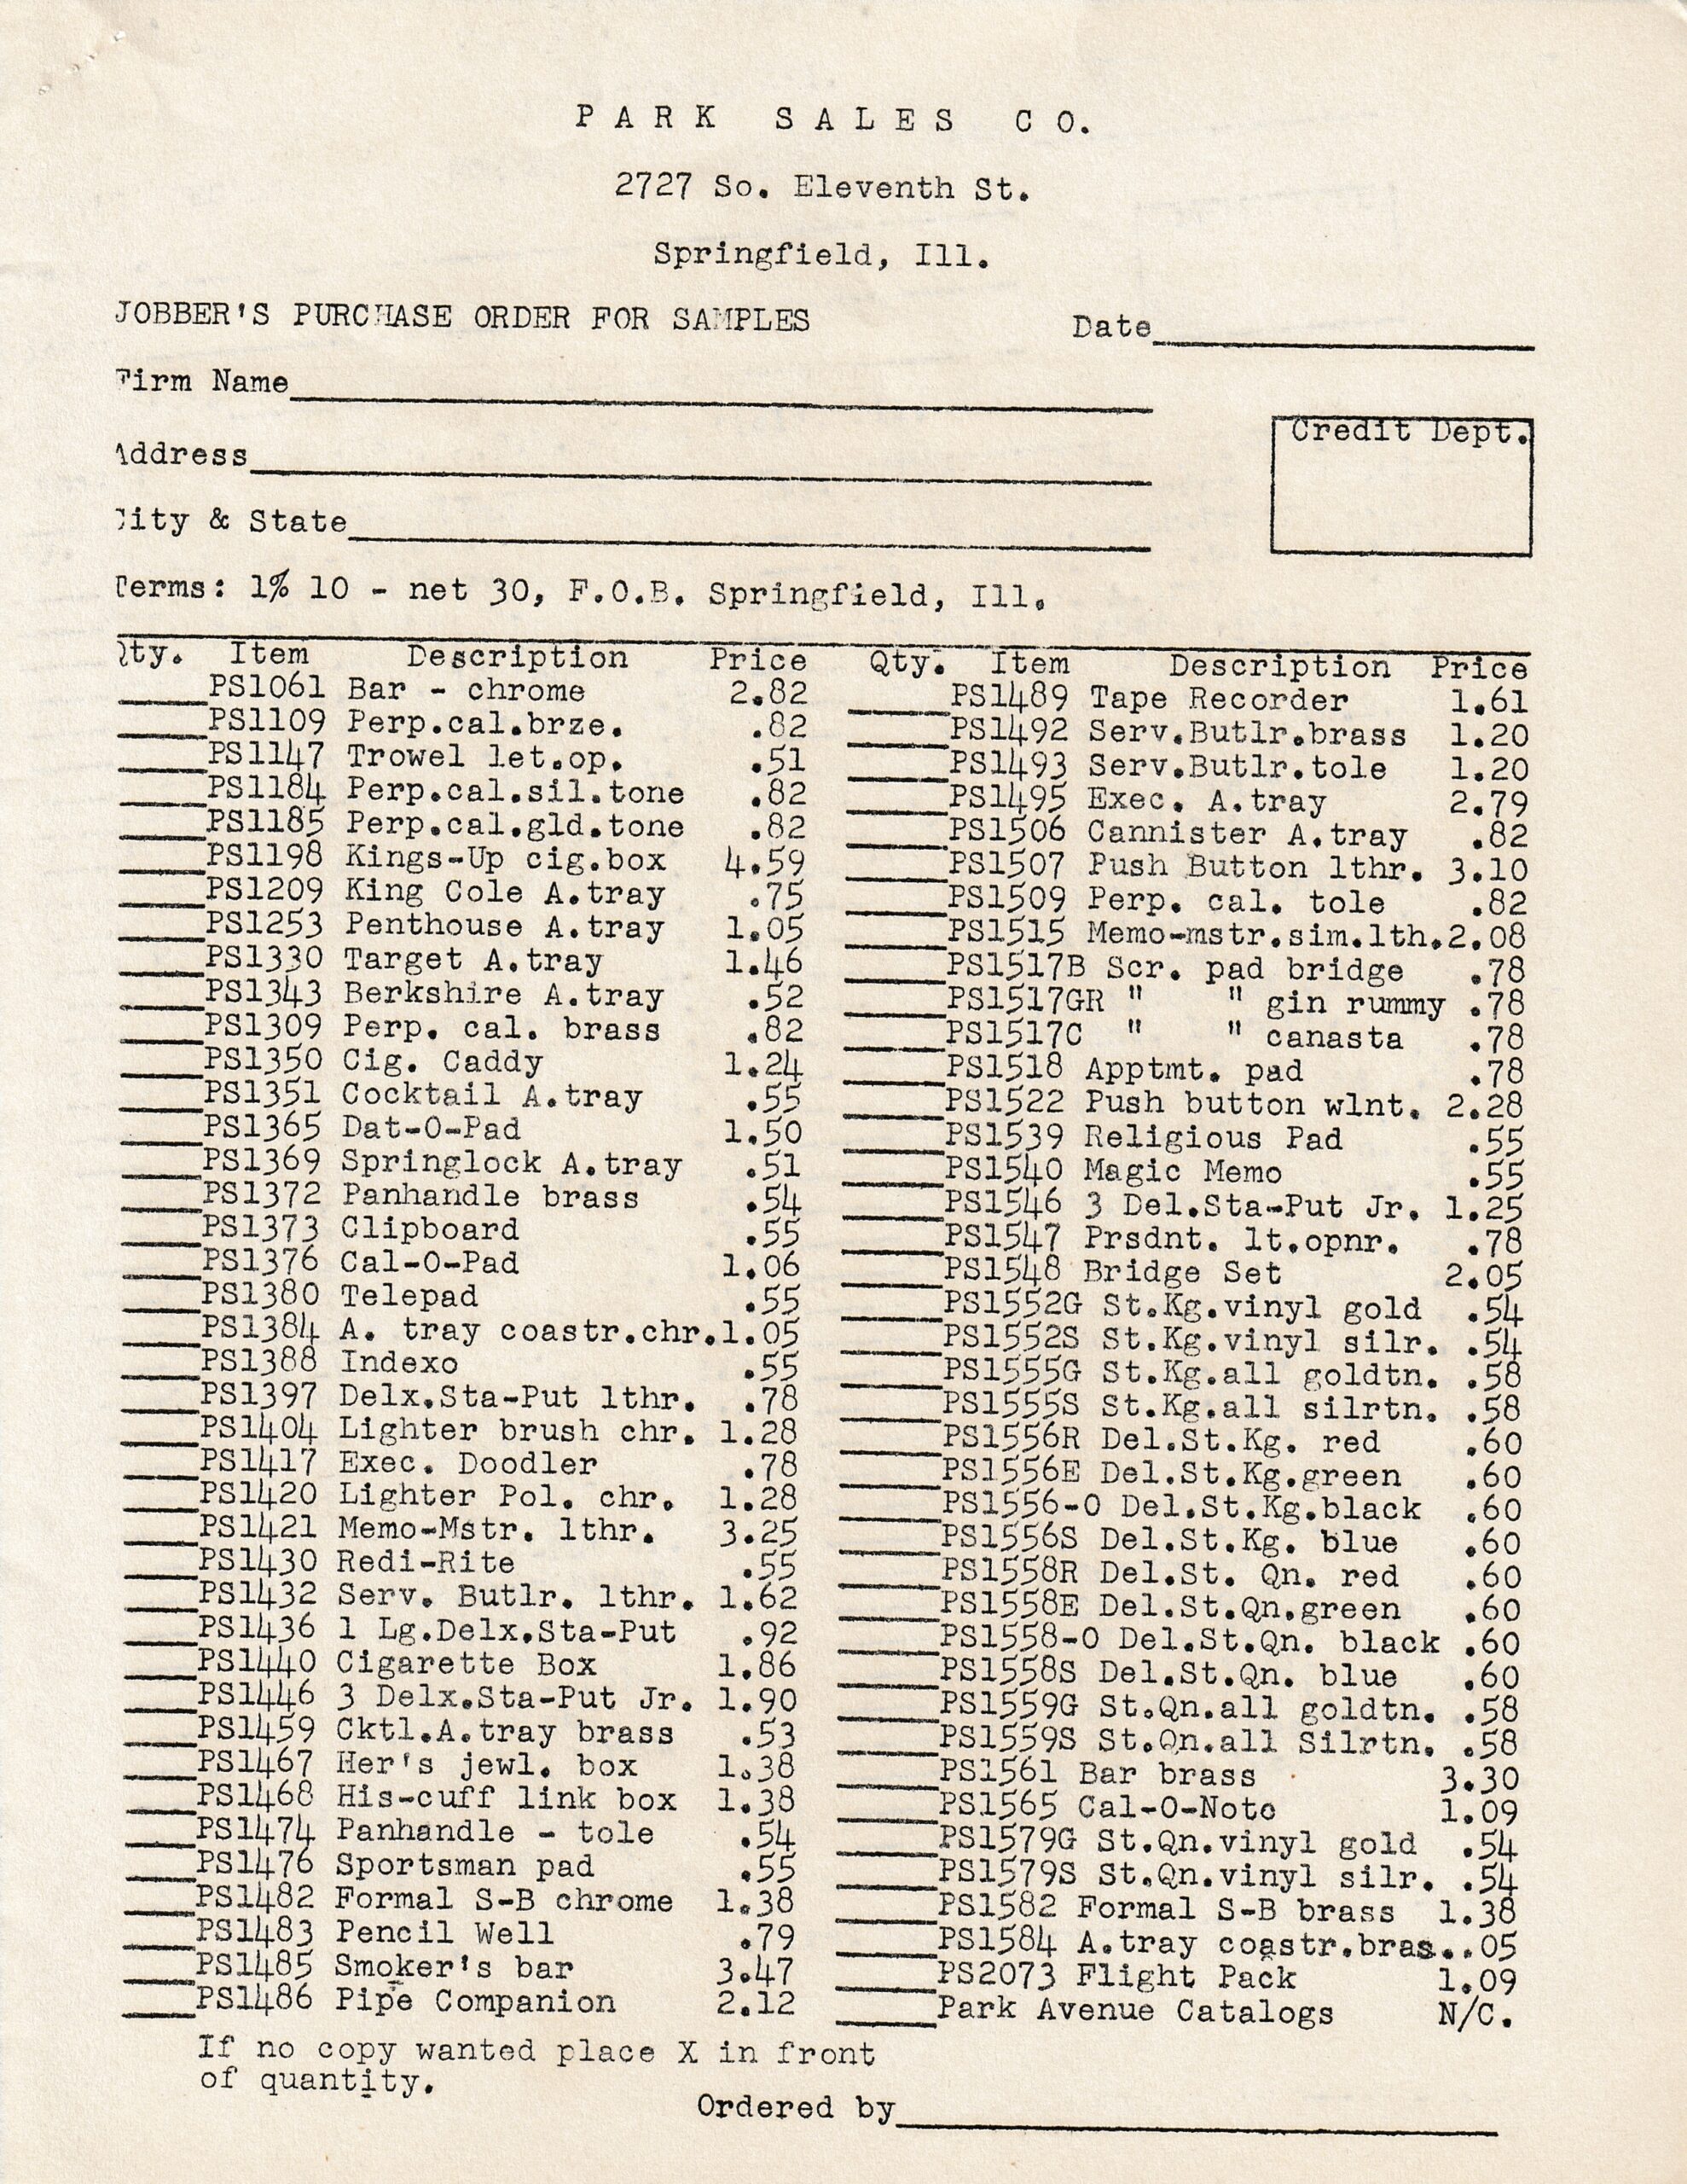 PARK SALES CO.
2727 So. Eleventh St.
Springfield, Ill.
JOBBER'S PURCHASE ORDER FOR SAMPLES
Date
Firm Name
Credit Dept.
Address
City & State
Terms: 1% 10 - net 30, F.O.B. Springfield, Ill.
Qty. Item Description Price
PS1061 Bar - chrome 2.82
PS1109 Perp.cal.brze. .82
PS1147 Trowel let.op. .51
PS1184 Perp.cal.sil.tone .82
PS1185 Perp.cal.gld.tone .82
PS1198 Kings-Up cig.box 4.59
PS1209 King Cole A.tray .75
PS1253 Penthouse A.tray 1.05
PS1330 Target A.tray 1.46
PS1343 Berkshire A.tray .52
PS1309 Perp. cal. brass .82
PS1350 Cig. Caddy 1.24
PS1351 Cocktail A.tray .55
PS1365 Dat-O-Pad 1.50
PS1369 Springlock A.tray .51
PS1372 Panhandle brass .54
PS1373 Clipboard .55
PS1376 Cal-O-Pad 1.06
PS1380 Telepad .55
PS1384 A. tray coastr.chr.1.05
PS1388 Indexo .55
PS1397 Delx.Sta-Put lthr. .78
PS1404 Lighter brush chr. 1.28
PS1417 Exec. Doodler .78
PS1420 Lighter Pol. chr. 1.28
PS1421 Memo-Mstr. lthr. 3.25
PS1430 Redi-Rite .55
PS1432 Serv. Butlr. lthr. 1.62
PS1436 1 Lg.Delx.Sta-Put .92
PS1440 Cigarette Box 1.86
PS1446 3 Delx.Sta-Put Jr. 1.90
PS1459 Cktl.A.tray brass .53
PS1467 Her's jewl. box 1.38
PS1468 His-cuff link box 1.38
PS1474 Panhandle - tole .54
PS1476 Sportsman pad .55
PS1482 Formal S-B chrome 1.38
PS1483 Pencil Well .79
PS1485 Smoker's bar 3.47
PS1486 Pipe Companion 2.12
Qty. Item Description Price
PS1489 Tape Recorder 1.61
PS1492 Serv.Butlr.brass 1.20
PS1493 Serv.Butlr.tole 1.20
PS1495 Exec. A.tray 2.79
PS1506 Cannister A.tray .82
PS1507 Push Button lthr. 3.10
PS1509 Perp. cal. tole .82
PS1515 Memo-mstr.sim.lth.2.08
PS1517B Scr. pad bridge .78
PS1517GR " " gin rummy .78
PS1517C " " canasta .78
PS1518 Apptmt. pad .78
PS1522 Push button wlnt. 2.28
PS1539 Religious Pad .55
PS1540 Magic Memo .55
PS1546 3 Del.Sta-Put Jr. 1.25
PS1547 Prsdnt. lt.opnr. .78
PS1548 Bridge Set 2.05
PS1552G St.Kg.vinyl gold .54
PS1552S St.Kg.vinyl silr. .54
PS1555G St.Kg.all goldtn. .58
PS1555S St.Kg.all silrtn. .58
PS1556R Del.St.Kg. red .60
PS1556E Del.St.Kg.green .60
PS1556-O Del.St.Kg.black .60
PS1556S Del.St.Kg. blue .60
PS1558R Del.St. Qn. red .60
PS1558E Del.St.Qn.green .60
PS1558-O Del.St.Qn. black .60
PS1558S Del.St.Qn. blue .60
PS1559G St.Qn.all goldtn. .58
PS1559S St.Qn.all Silrtn. .58
PS1561 Bar brass 3.30
PS1565 Cal-O-Note 1.09
PS1579G St.Qn.vinyl gold .54
PS1579S St.Qn.vinyl silr. .54
PS1582 Formal S-B brass 1.38
PS1584 A.tray coastr.bras..05
PS2073 Flight Pack 1.09
Park Avenue Catalogs N/C.
If no copy wanted place X in front
of quantity.
Ordered by